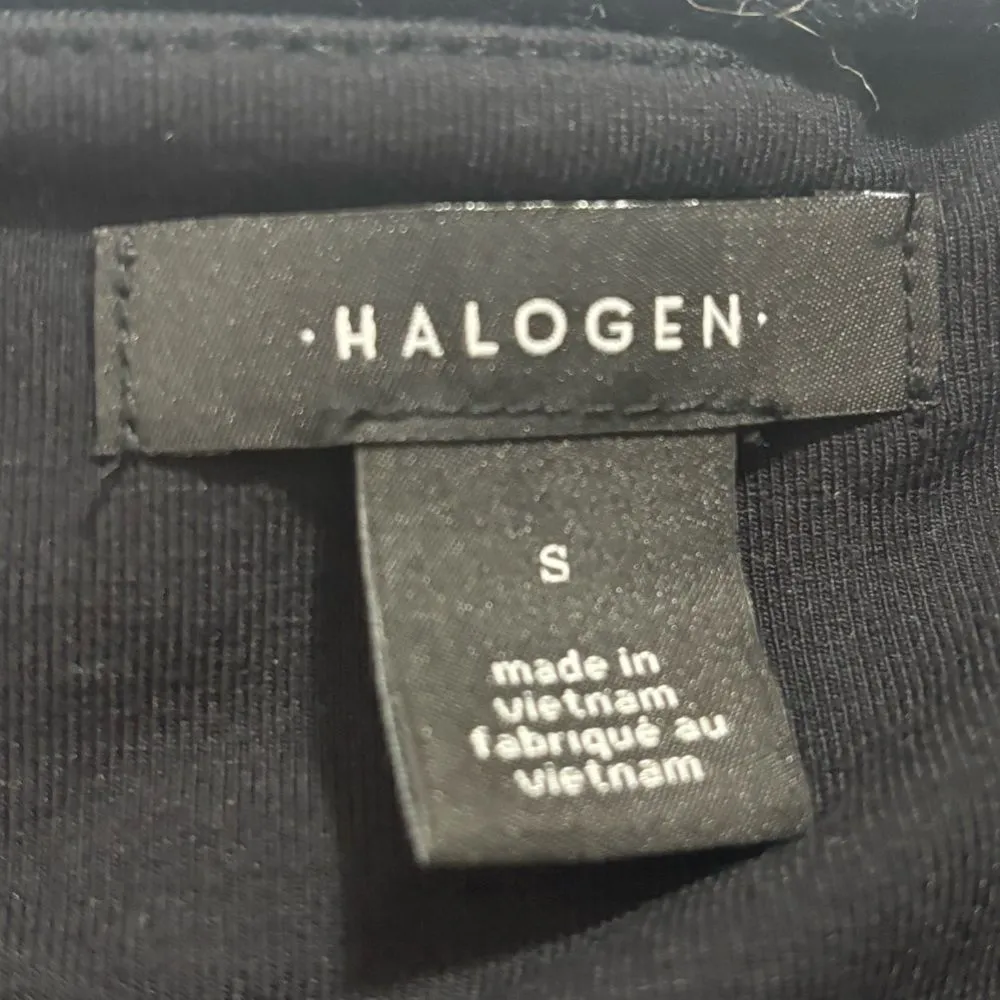 ·HALOGEN·
S
made in
vietnam
fabriqué au
vietnam